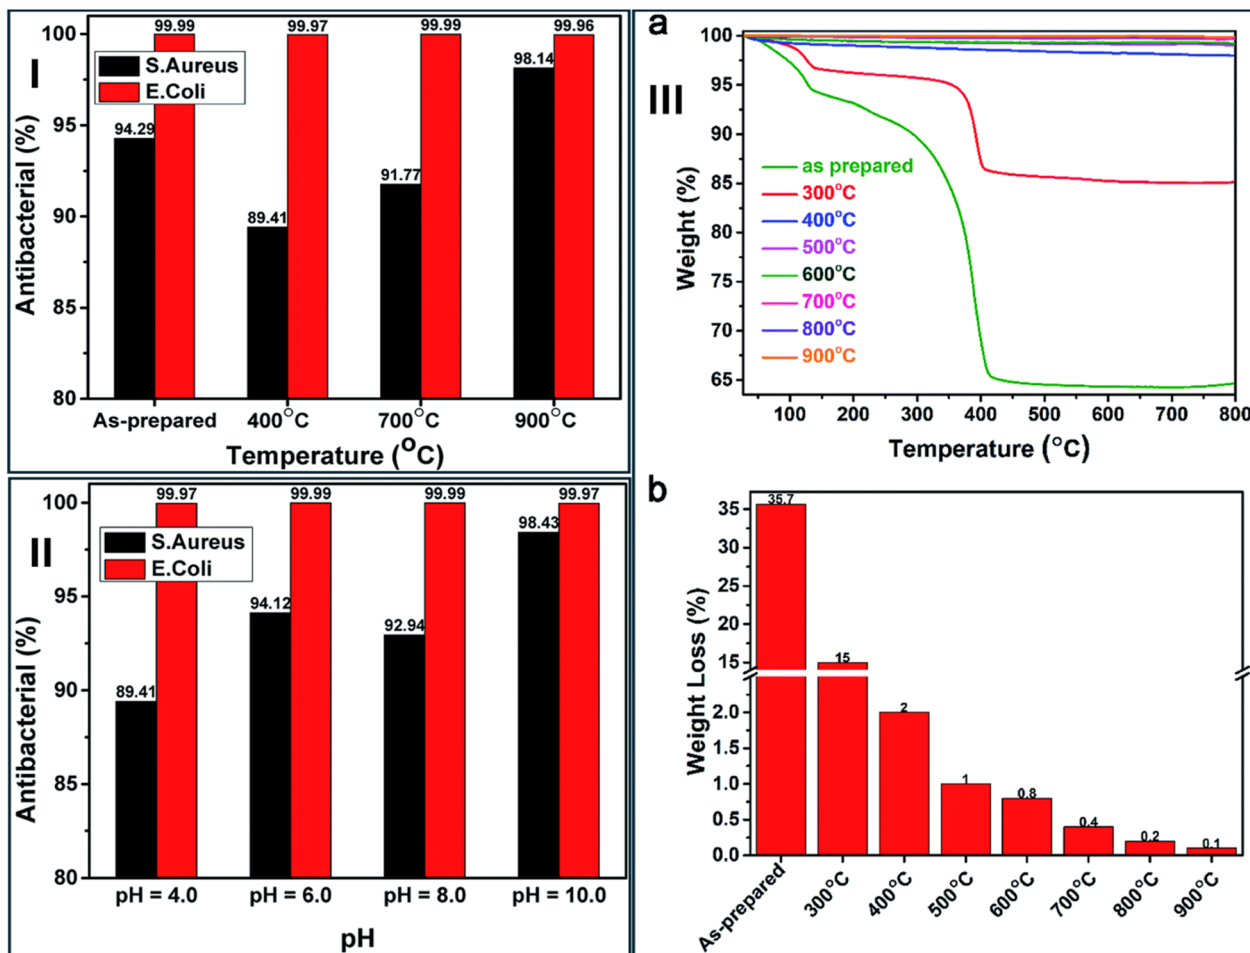 I
Antibacterial (%)
100
95
90
85
80
S.Aureus
E.Coli
94.29
99.99
89.41
99.97
91.77
99.99
98.14
99.96
As-prepared
400°C
700°C
900°C
Temperature (°C)
II
Antibacterial (%)
100
95
90
85
80
S.Aureus
E.Coli
89.41
99.97
94.12
99.99
92.94
99.99
98.43
99.97
pH = 4.0
pH = 6.0
pH = 8.0
pH = 10.0
pH
a
III
Weight (%)
100
95
90
85
80
75
70
65
as prepared
300°C
400°C
500°C
600°C
700°C
800°C
900°C
100
200
300
400
500
600
700
800
Temperature (°C)
b
Weight Loss (%)
35
30
25
20
15
2.0
1.5
1.0
0.5
0.0
35.7
15
2
1
0.8
0.4
0.2
0.1
As-prepared
300°C
400°C
500°C
600°C
700°C
800°C
900°C